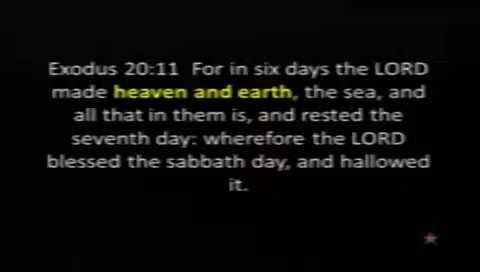 Exodus 20:11  For in six days the LORD
made heaven and earth, the sea, and
all that in them is, and rested the
seventh day: wherefore the LORD
blessed the sabbath day, and hallowed
it.